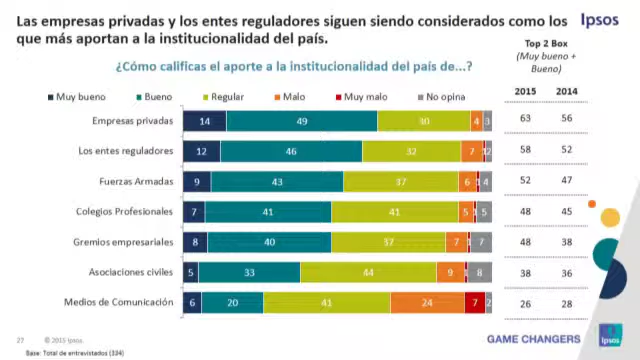 Las empresas privadas y los entes reguladores siguen siendo considerados como los
que más aportan a la institucionalidad del país.
Ipsos
Top 2 Box
(Muy bueno +
Bueno)
¿Cómo calificas el aporte a la institucionalidad del país de...?
Muy bueno Bueno Regular Malo Muy malo No opina
2015 2014
Empresas privadas 14 49 30 4 3 63 56
Los entes reguladores 12 46 32 7 1 2 58 52
Fuerzas Armadas 9 43 37 6 1 4 52 47
Colegios Profesionales 7 41 41 5 1 5 48 45
Gremios empresariales 8 40 37 7 1 7 48 38
Asociaciones civiles 5 33 44 9 1 8 38 36
Medios de Comunicación 6 20 41 24 7 2 26 28
27 © 2015 Ipsos.
GAME CHANGERS
Ipsos
Base: Total de entrevistados (334)